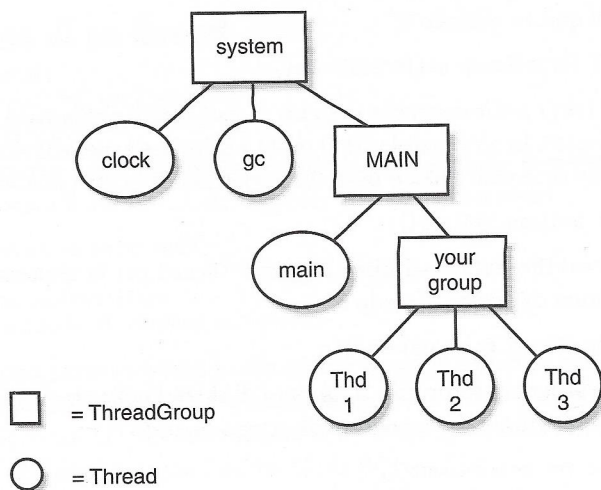 system
clock
gc
MAIN
main
your
group
Thd
1
Thd
2
Thd
3
= ThreadGroup
= Thread